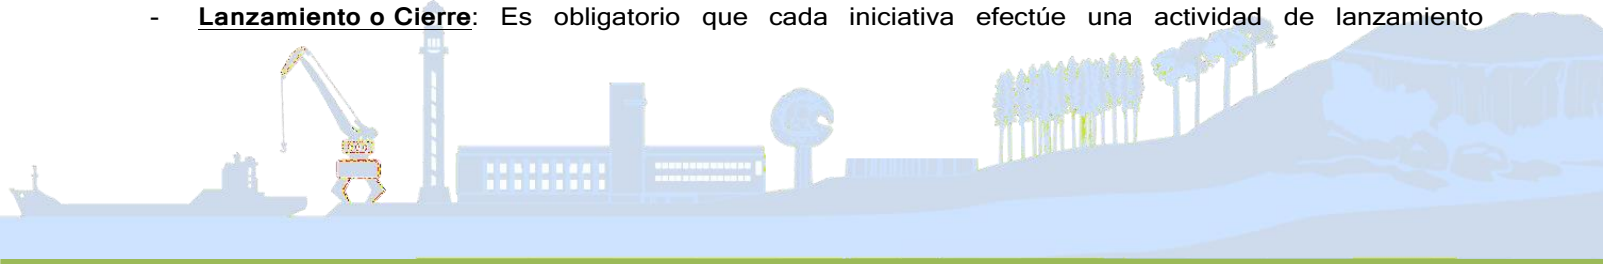 - Lanzamiento o Cierre: Es obligatorio que cada iniciativa efectúe una actividad de lanzamiento